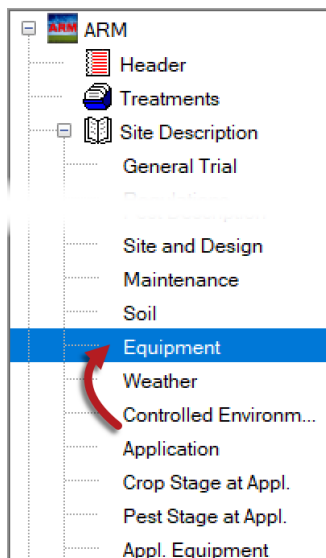 ARM
ARM
Header
Treatments
Site Description
General Trial
Site and Design
Maintenance
Soil
Equipment
Weather
Controlled Environm...
Application
Crop Stage at Appl.
Pest Stage at Appl.
Appl. Equipment